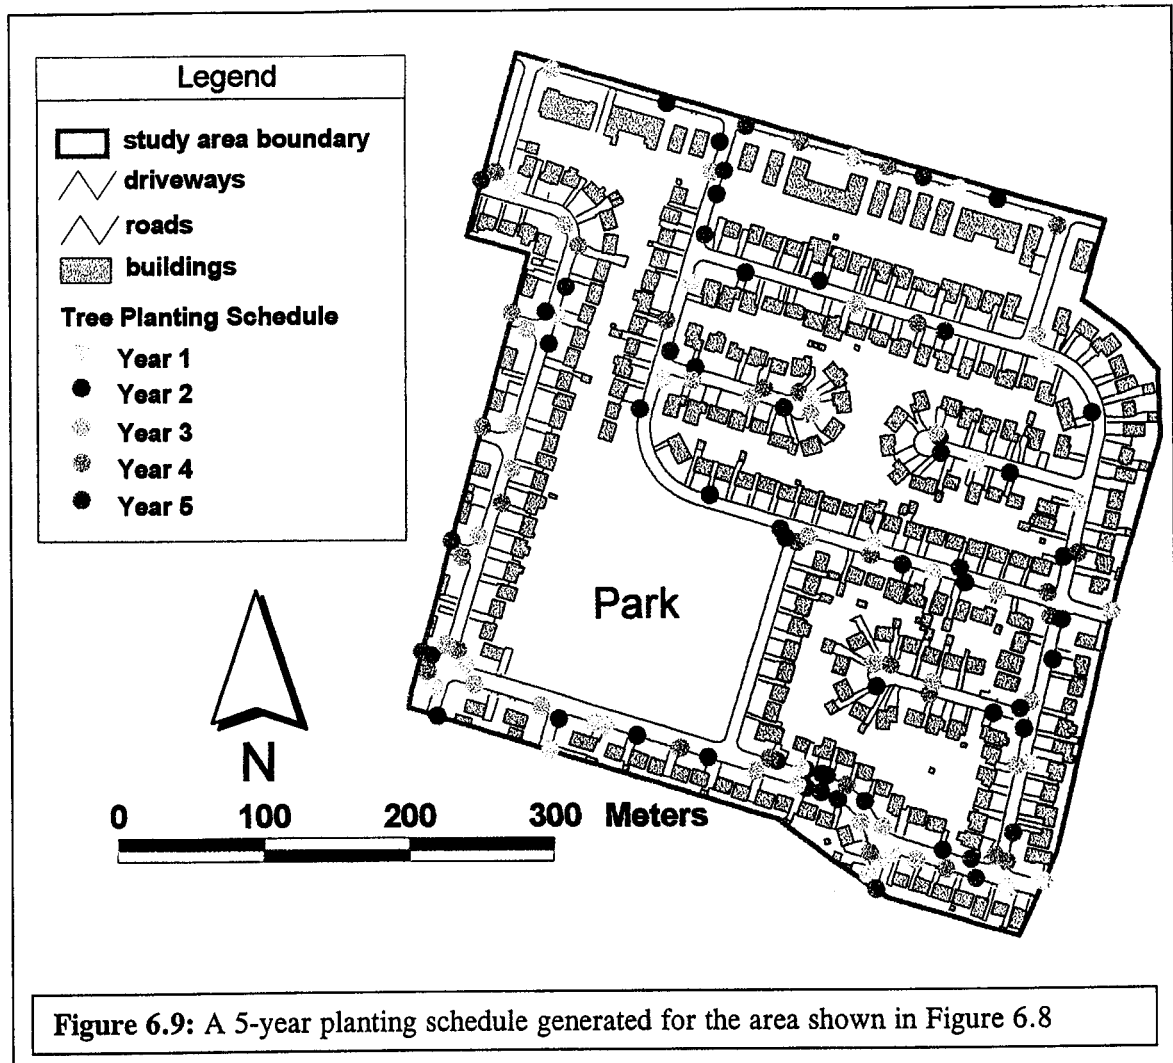 Legend
study area boundary
driveways
roads
buildings
Tree Planting Schedule
Year 1
Year 2
Year 3
Year 4
Year 5
Park
N
0 100 200 300 Meters
Figure 6.9: A 5-year planting schedule generated for the area shown in Figure 6.8